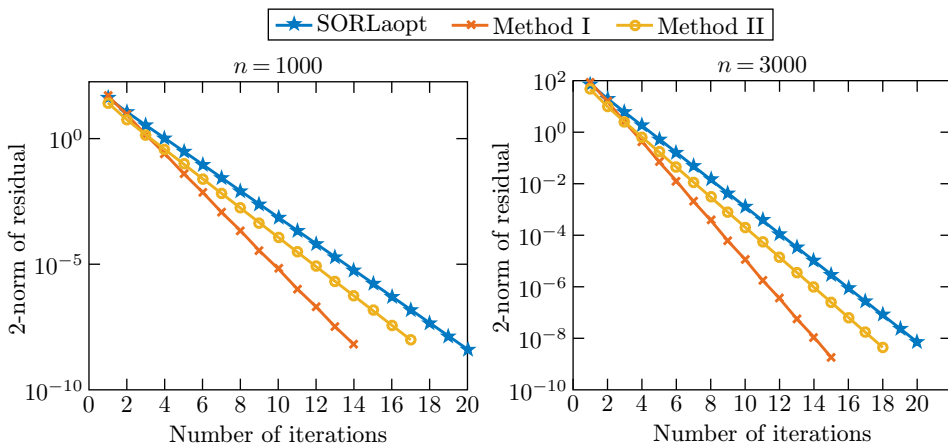 SORLaopt Method I Method II
n = 1000
2-norm of residual
10^0
10^-5
10^-10
0 2 4 6 8 10 12 14 16 18 20
Number of iterations
n = 3000
2-norm of residual
10^2
10^0
10^-2
10^-4
10^-6
10^-8
10^-10
0 2 4 6 8 10 12 14 16 18 20
Number of iterations